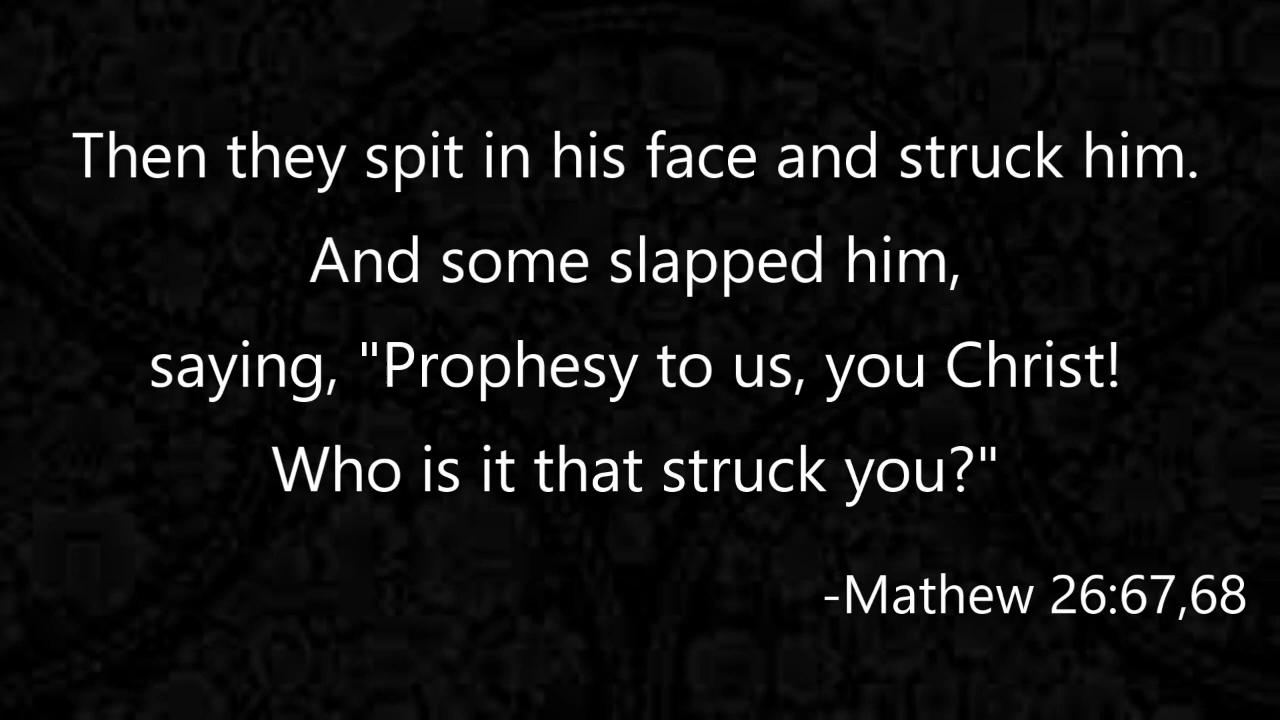 Then they spit in his face and struck him.
And some slapped him,
saying, "Prophesy to us, you Christ!
Who is it that struck you?"
-Mathew 26:67,68